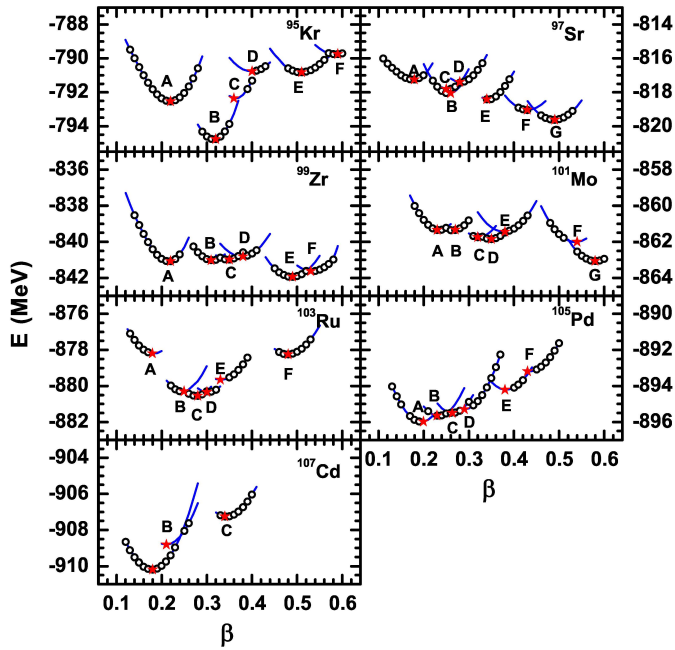 ⁹⁵Kr
-788
-790
-792
-794
A
B
C
D
E
F
⁹⁷Sr
-814
-816
-818
-820
A
B
C
D
E
F
G
⁹⁹Zr
-836
-838
-840
-842
A
B
C
D
E
F
¹⁰¹Mo
-858
-860
-862
-864
A
B
C
D
E
F
G
E (MeV)
¹⁰³Ru
-876
-878
-880
-882
A
B
C
D
E
F
¹⁰⁵Pd
-890
-892
-894
-896
A
B
C
D
E
F
0.1 0.2 0.3 0.4 0.5 0.6
β
¹⁰⁷Cd
-904
-906
-908
-910
A
B
C
0.1 0.2 0.3 0.4 0.5 0.6
β